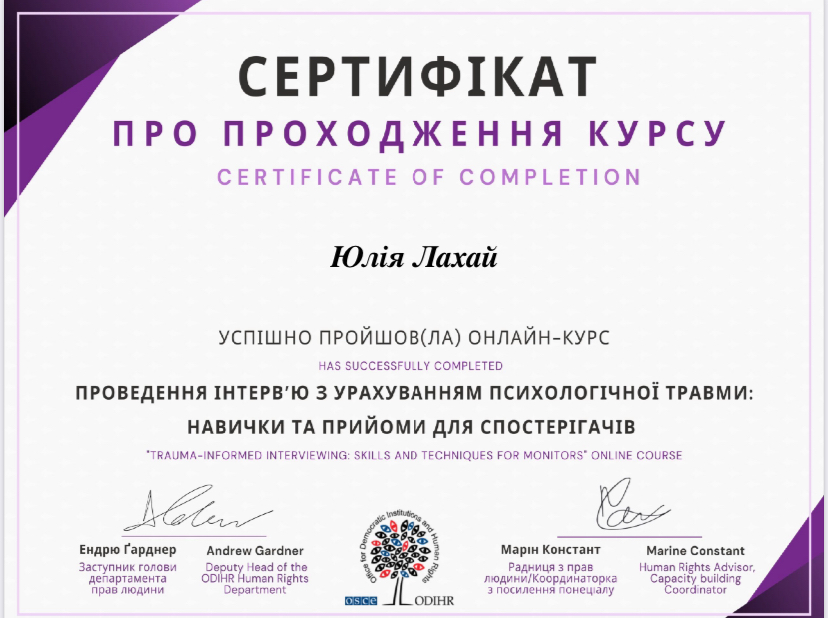 СЕРТИФІКАТ
ПРО ПРОХОДЖЕННЯ КУРСУ
CERTIFICATE OF COMPLETION
Юлія Лахай
УСПІШНО ПРОЙШОВ(ЛА) ОНЛАЙН-КУРС
HAS SUCCESSFULLY COMPLETED
ПРОВЕДЕННЯ ІНТЕРВ’Ю З УРАХУВАННЯМ ПСИХОЛОГІЧНОЇ ТРАВМИ:
НАВИЧКИ ТА ПРИЙОМИ ДЛЯ СПОСТЕРІГАЧІВ
"TRAUMA-INFORMED INTERVIEWING: SKILLS AND TECHNIQUES FOR MONITORS" ONLINE COURSE
Ендрю Ґарднер
Заступник голови
департамента
прав людини
Andrew Gardner
Deputy Head of the
ODIHR Human Rights
Department
Office for Democratic Institutions and Human Rights
osce ODIHR
Марін Констант
Радниця з прав
людини/Координаторка
з посилення понеціалу
Marine Constant
Human Rights Advisor,
Capacity building
Coordinator